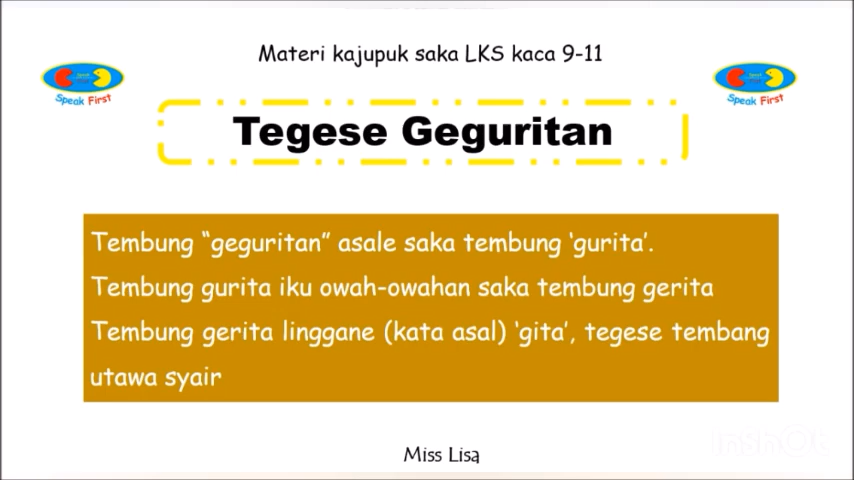 Materi kajupuk saka LKS kaca 9-11
Speak First
Speak First
Tegese Geguritan
Tembung “geguritan” asale saka tembung ‘gurita’.
Tembung gurita iku owah-owahan saka tembung gerita
Tembung gerita linggane (kata asal) ‘gita’, tegese tembang
utawa syair
Miss Lisa
InShOt